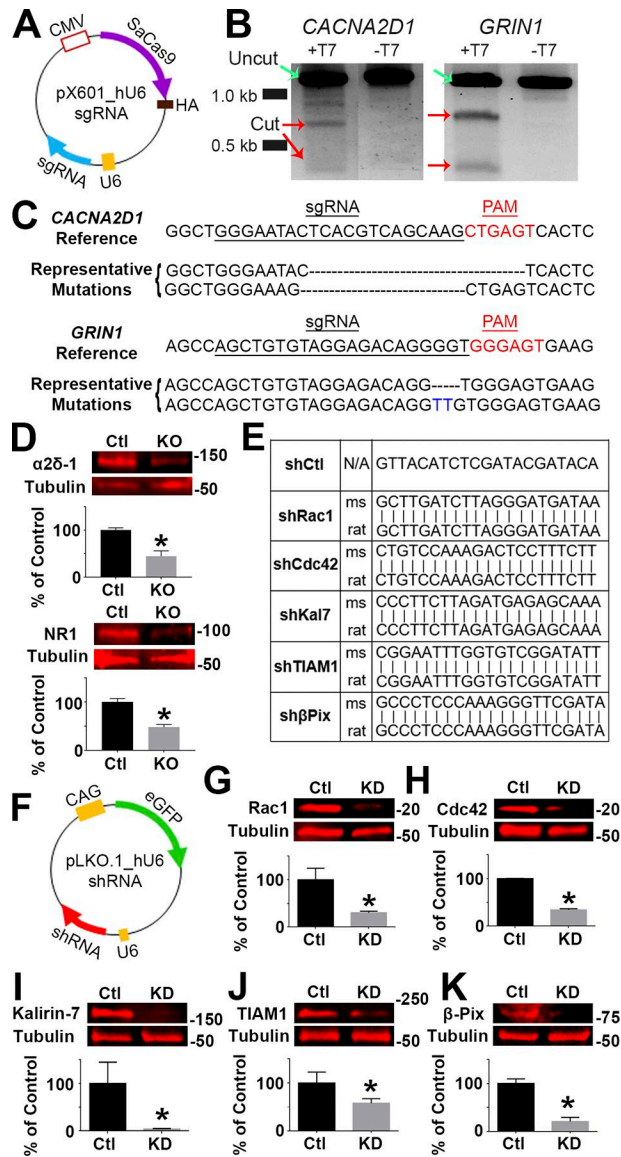 A
CMV
SaCas9
pX601_hU6
sgRNA
HA
sgRNA
U6
B
CACNA2D1
GRIN1
+T7 -T7 +T7 -T7
Uncut
1.0 kb
Cut
0.5 kb
C
sgRNA PAM
CACNA2D1
Reference
GGCTGGGAATACTCACGTCAGCAAGCTGAGTCACTC
Representative
Mutations
GGCTGGGAATAC---------------------------------TCACTC
GGCTGGGAAAG-------------------------CTGAGTCACTC
sgRNA PAM
GRIN1
Reference
AGCCAGCTGTGTAGGAGACAGGGGTGGGAGTGAAG
Representative
Mutations
AGCCAGCTGTGTAGGAGACAGG-----TGGGAGTGAAG
AGCCAGCTGTGTAGGAGACAGGTTGTGGGAGTGAAG
D
Ctl KO
α2δ-1 -150
Tubulin -50
% of Control
100
0
*
Ctl KO
Ctl KO
NR1 -100
Tubulin -50
% of Control
100
0
*
Ctl KO
E
shCtl N/A GTTACATCTCGATACGATACA
shRac1 ms GCTTGATCTTAGGGATGATAA
rat GCTTGATCTTAGGGATGATAA
shCdc42 ms CTGTCCAAAGACTCCTTTCTT
rat CTGTCCAAAGACTCCTTTCTT
shKal7 ms CCCTTCTTAGATGAGAGCAAA
rat CCCTTCTTAGATGAGAGCAAA
shTIAM1 ms CGGAATTTGGTGTCGGATATT
rat CGGAATTTGGTGTCGGATATT
shβPix ms GCCCTCCCAAAGGGTTCGATA
rat GCCCTCCCAAAGGGTTCGATA
F
CAG
eGFP
pLKO.1_hU6
shRNA
shRNA
U6
G
Ctl KD
Rac1 -20
Tubulin -50
% of Control
100
0
*
Ctl KD
H
Ctl KD
Cdc42 -20
Tubulin -50
% of Control
100
0
*
Ctl KD
I
Ctl KD
Kalirin-7 -150
Tubulin -50
% of Control
100
0
*
Ctl KD
J
Ctl KD
-250
TIAM1
Tubulin -50
% of Control
100
0
*
Ctl KD
K
Ctl KD
β-Pix -75
Tubulin -50
% of Control
100
0
*
Ctl KD